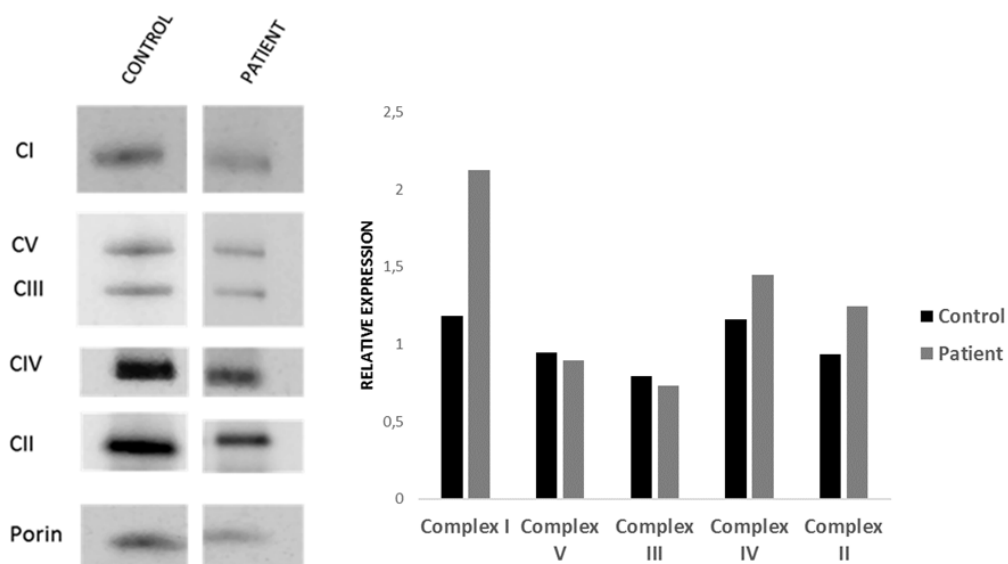 CONTROL
PATIENT
CI
CV
CIII
CIV
CII
Porin
RELATIVE EXPRESSION
2,5
2
1,5
1
0,5
0
Complex I
Complex
V
Complex
III
Complex
IV
Complex
II
Control
Patient